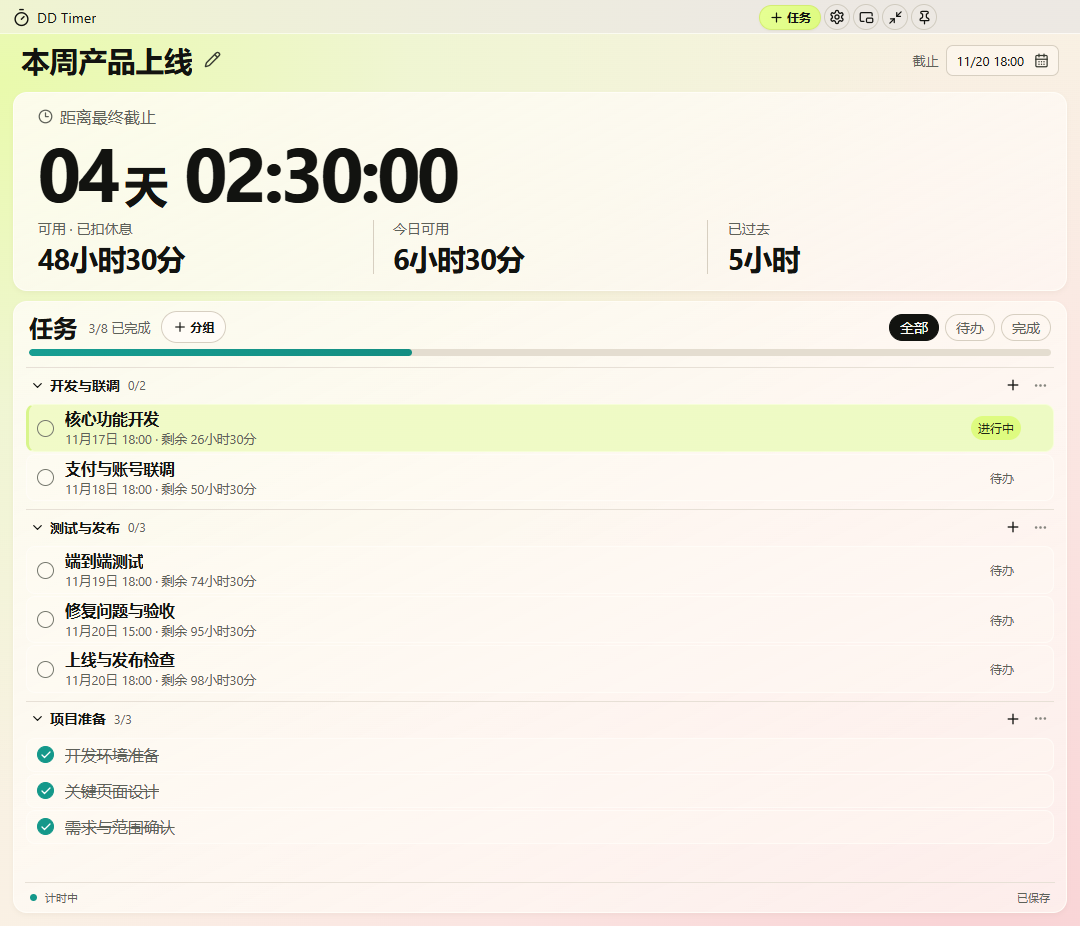 DD Timer
+ 任务
本周产品上线
截止 11/20 18:00
距离最终截止
04天 02:30:00
可用 · 已扣休息
48小时30分
今日可用
6小时30分
已过去
5小时
任务 3/8 已完成 + 分组
全部 待办 完成
开发与联调 0/2
核心功能开发
11月17日 18:00 · 剩余 26小时30分
进行中
支付与账号联调
11月18日 18:00 · 剩余 50小时30分
待办
测试与发布 0/3
端到端测试
11月19日 18:00 · 剩余 74小时30分
待办
修复问题与验收
11月20日 15:00 · 剩余 95小时30分
待办
上线与发布检查
11月20日 18:00 · 剩余 98小时30分
待办
项目准备 3/3
开发环境准备
关键页面设计
需求与范围确认
计时中
已保存